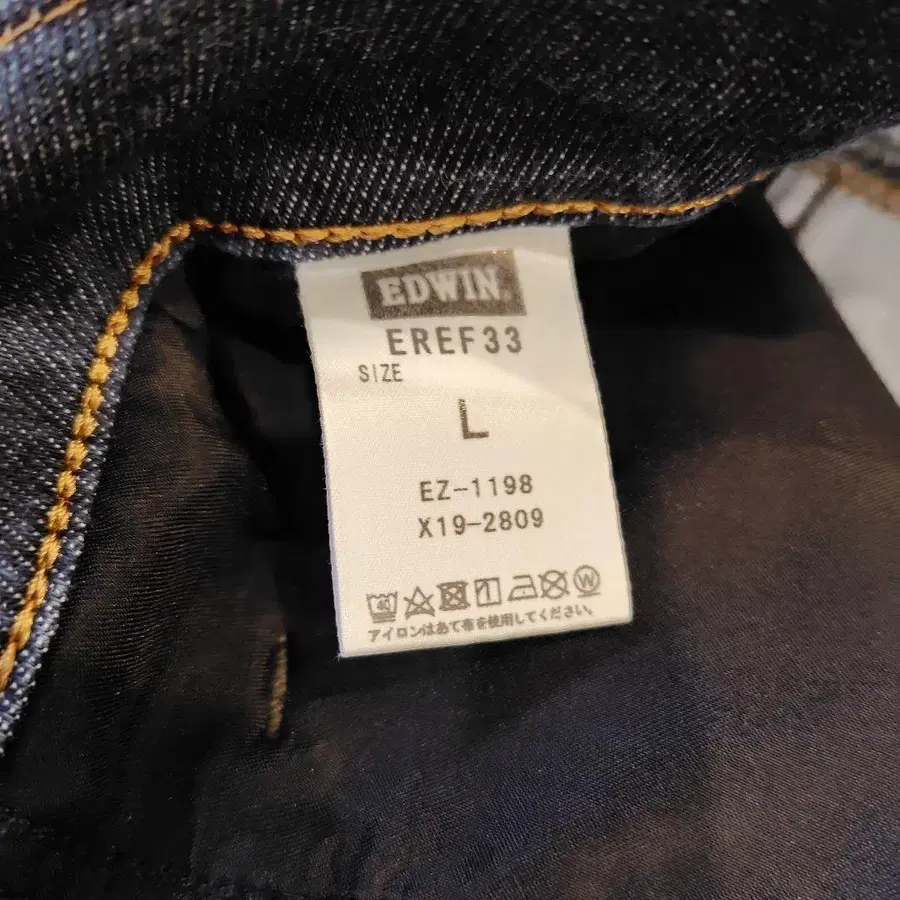 EDWIN®
EREF33
SIZE
L
EZ-1198
X19-2809
40
アイロンはあて布を使用してください。